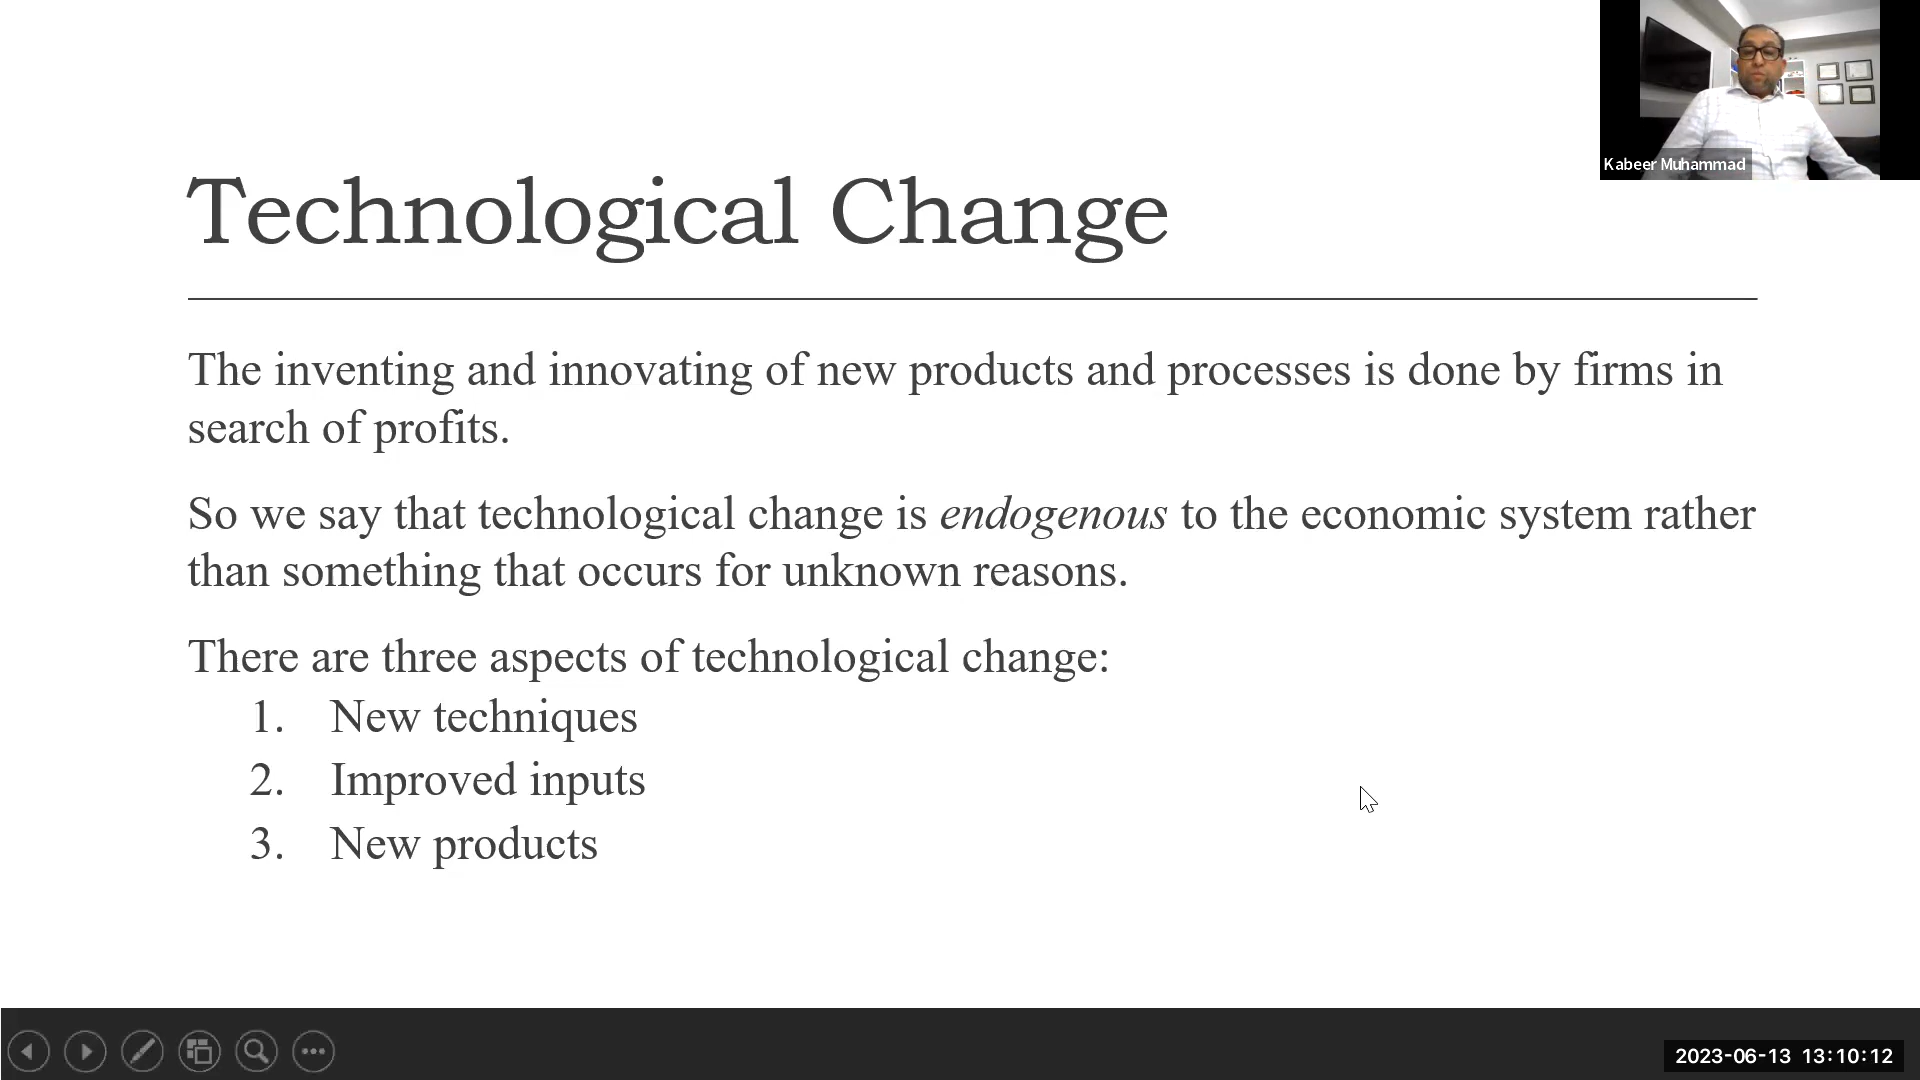 Kabeer Muhammad
Technological Change
The inventing and innovating of new products and processes is done by firms in
search of profits.
So we say that technological change is endogenous to the economic system rather
than something that occurs for unknown reasons.
There are three aspects of technological change:
1. New techniques
2. Improved inputs
3. New products
2023-06-13 13:10:12